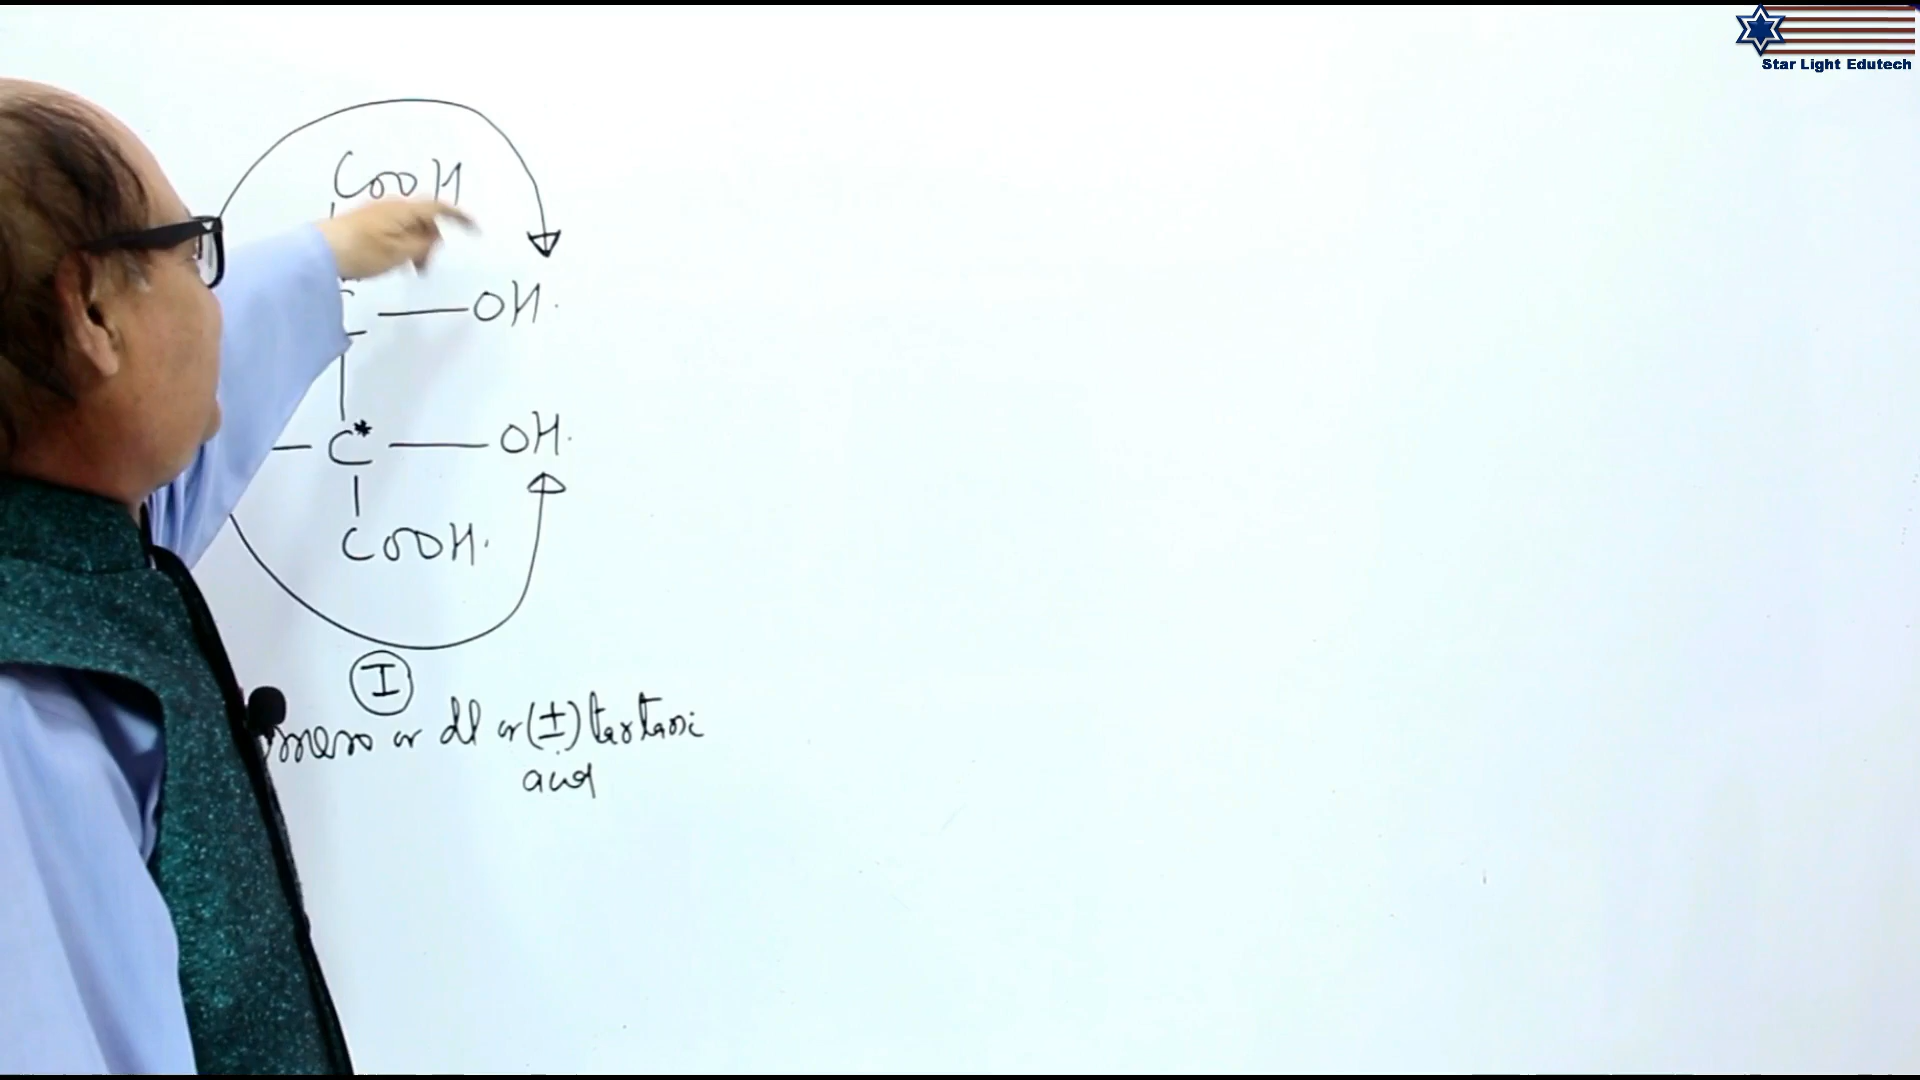 Star Light Edutech
COOH
C — OH.
— C* — OH.
COOH.
I
meso or dl or (±) tartaric
acid